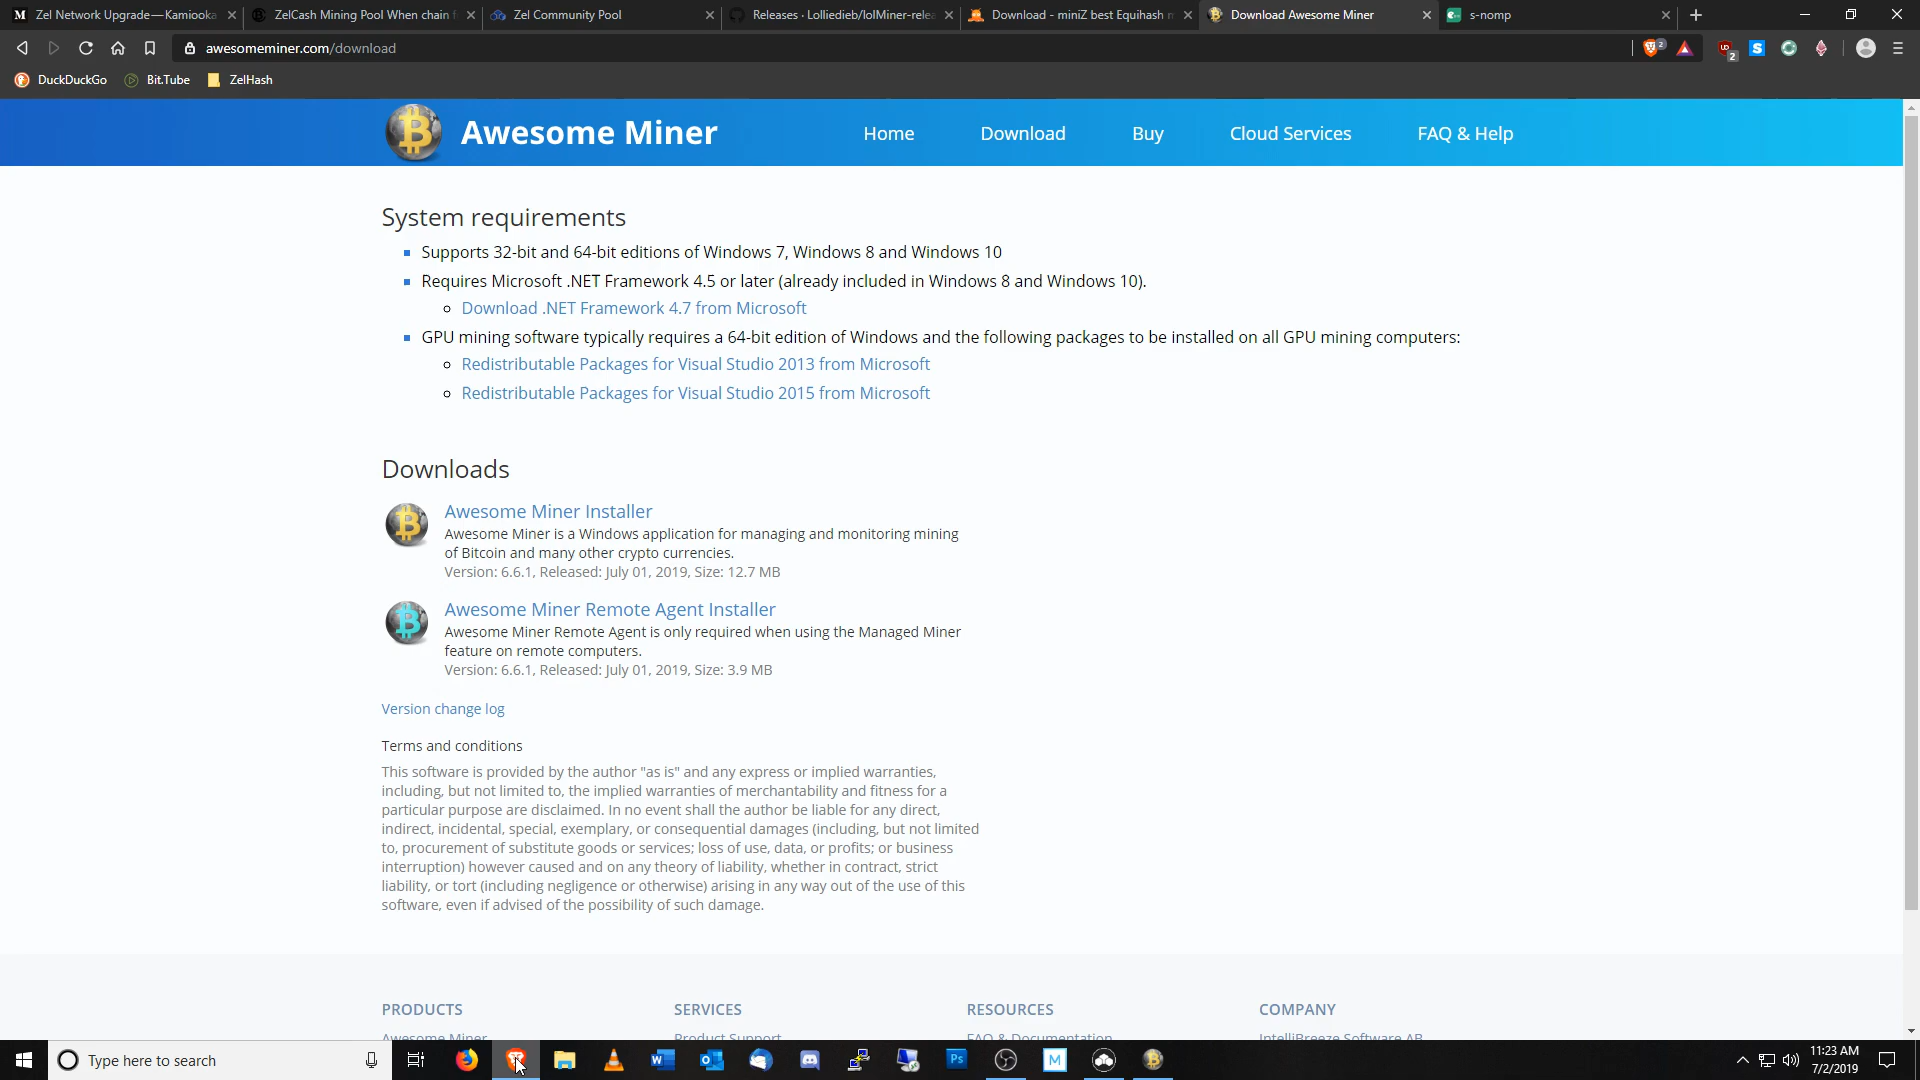 Zel Network Upgrade — Kamiooka
ZelCash Mining Pool When chain f
Zel Community Pool
Releases · Lolliedieb/lolMiner-rele
Download - miniZ best Equihash m
Download Awesome Miner
s-nomp
awesomeminer.com/download
2
2
DuckDuckGo
Bit.Tube
ZelHash
Awesome Miner
Home
Download
Buy
Cloud Services
FAQ & Help
System requirements
Supports 32-bit and 64-bit editions of Windows 7, Windows 8 and Windows 10
Requires Microsoft .NET Framework 4.5 or later (already included in Windows 8 and Windows 10).
Download .NET Framework 4.7 from Microsoft
GPU mining software typically requires a 64-bit edition of Windows and the following packages to be installed on all GPU mining computers:
Redistributable Packages for Visual Studio 2013 from Microsoft
Redistributable Packages for Visual Studio 2015 from Microsoft
Downloads
Awesome Miner Installer
Awesome Miner is a Windows application for managing and monitoring mining
of Bitcoin and many other crypto currencies.
Version: 6.6.1, Released: July 01, 2019, Size: 12.7 MB
Awesome Miner Remote Agent Installer
Awesome Miner Remote Agent is only required when using the Managed Miner
feature on remote computers.
Version: 6.6.1, Released: July 01, 2019, Size: 3.9 MB
Version change log
Terms and conditions
This software is provided by the author "as is" and any express or implied warranties,
including, but not limited to, the implied warranties of merchantability and fitness for a
particular purpose are disclaimed. In no event shall the author be liable for any direct,
indirect, incidental, special, exemplary, or consequential damages (including, but not limited
to, procurement of substitute goods or services; loss of use, data, or profits; or business
interruption) however caused and on any theory of liability, whether in contract, strict
liability, or tort (including negligence or otherwise) arising in any way out of the use of this
software, even if advised of the possibility of such damage.
PRODUCTS
SERVICES
RESOURCES
COMPANY
Awesome Miner
Product Support
FAQ & Documentation
IntelliBreeze Software AB
Type here to search
11:23 AM
7/2/2019